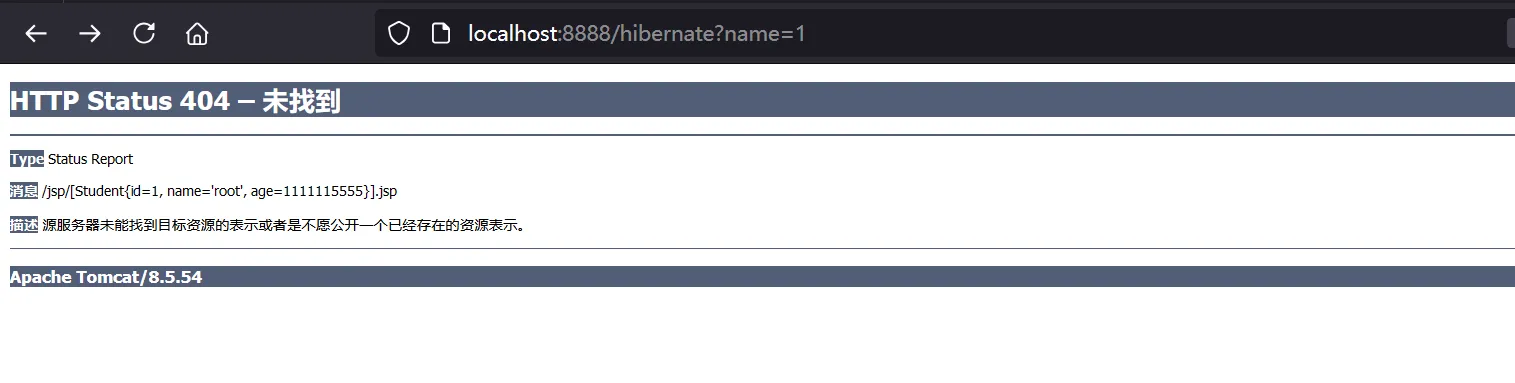 localhost:8888/hibernate?name=1
HTTP Status 404 – 未找到
Type Status Report
消息 /jsp/[Student{id=1, name='root', age=1111115555}].jsp
描述 源服务器未能找到目标资源的表示或者是不愿公开一个已经存在的资源表示。
Apache Tomcat/8.5.54